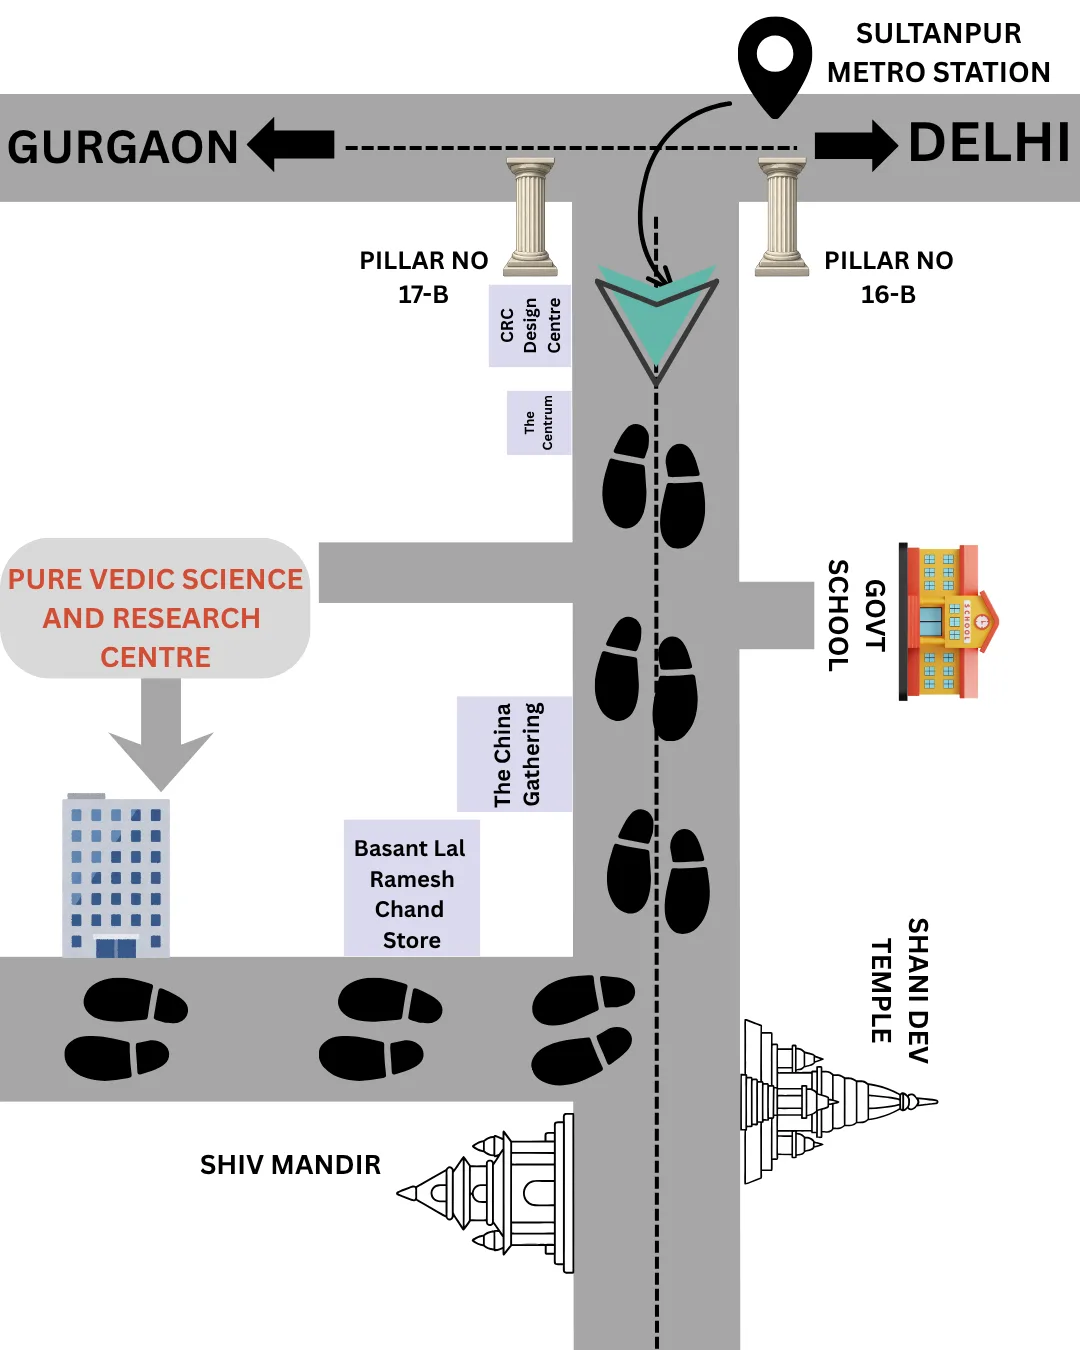 SULTANPUR
METRO STATION
GURGAON
DELHI
PILLAR NO
17-B
PILLAR NO
16-B
CRC
Design
Centre
The
Centrum
PURE VEDIC SCIENCE
AND RESEARCH
CENTRE
GOVT
SCHOOL
SCHOOL
The China
Gathering
Basant Lal
Ramesh
Chand
Store
SHANI DEV
TEMPLE
SHIV MANDIR